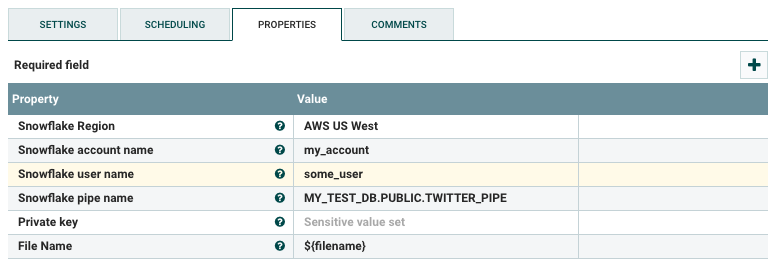 SETTINGS SCHEDULING PROPERTIES COMMENTS
Required field
Property Value
Snowflake Region AWS US West
Snowflake account name my_account
Snowflake user name some_user
Snowflake pipe name MY_TEST_DB.PUBLIC.TWITTER_PIPE
Private key Sensitive value set
File Name ${filename}